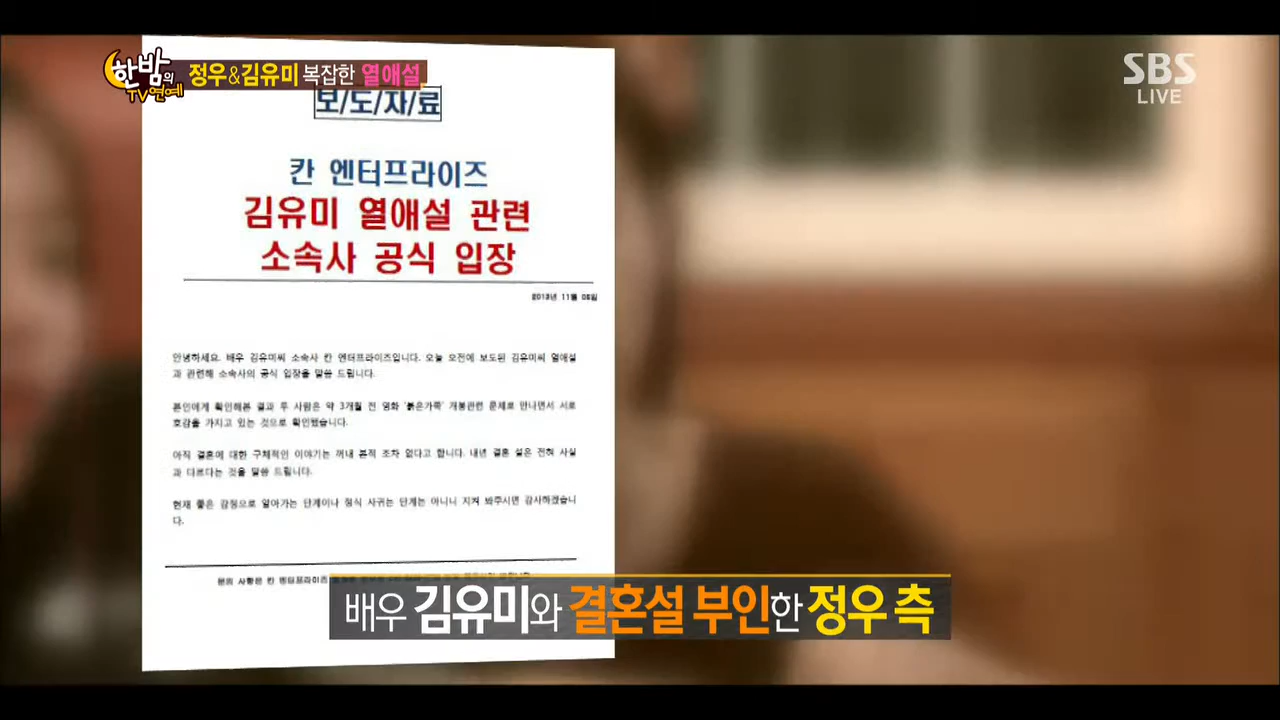 한밤의
TV연예
정우&김유미 복잡한 열애설
SBS
LIVE
보/도/자/료
칸 엔터프라이즈
김유미 열애설 관련
소속사 공식 입장
2013년 11월 05일
안녕하세요. 배우 김유미씨 소속사 칸 엔터프라이즈입니다. 오늘 오전에 보도된 김유미씨 열애설
과 관련해 소속사의 공식 입장을 말씀 드립니다.
본인에게 확인해본 결과 두 사람은 약 3개월 전 영화 '붉은가족' 개봉관련 문제로 만나면서 서로
호감을 가지고 있는 것으로 확인됐습니다.
아직 결혼에 대한 구체적인 이야기는 꺼내 본적 조차 없다고 합니다. 내년 결혼 설은 전혀 사실
과 다르다는 것을 말씀 드립니다.
현재 좋은 감정으로 알아가는 단계이나 정식 사귀는 단계는 아니니 지켜 봐주시면 감사하겠습니
다.
문의 사항은 칸 엔터프라이즈
배우 김유미와 결혼설 부인한 정우 측